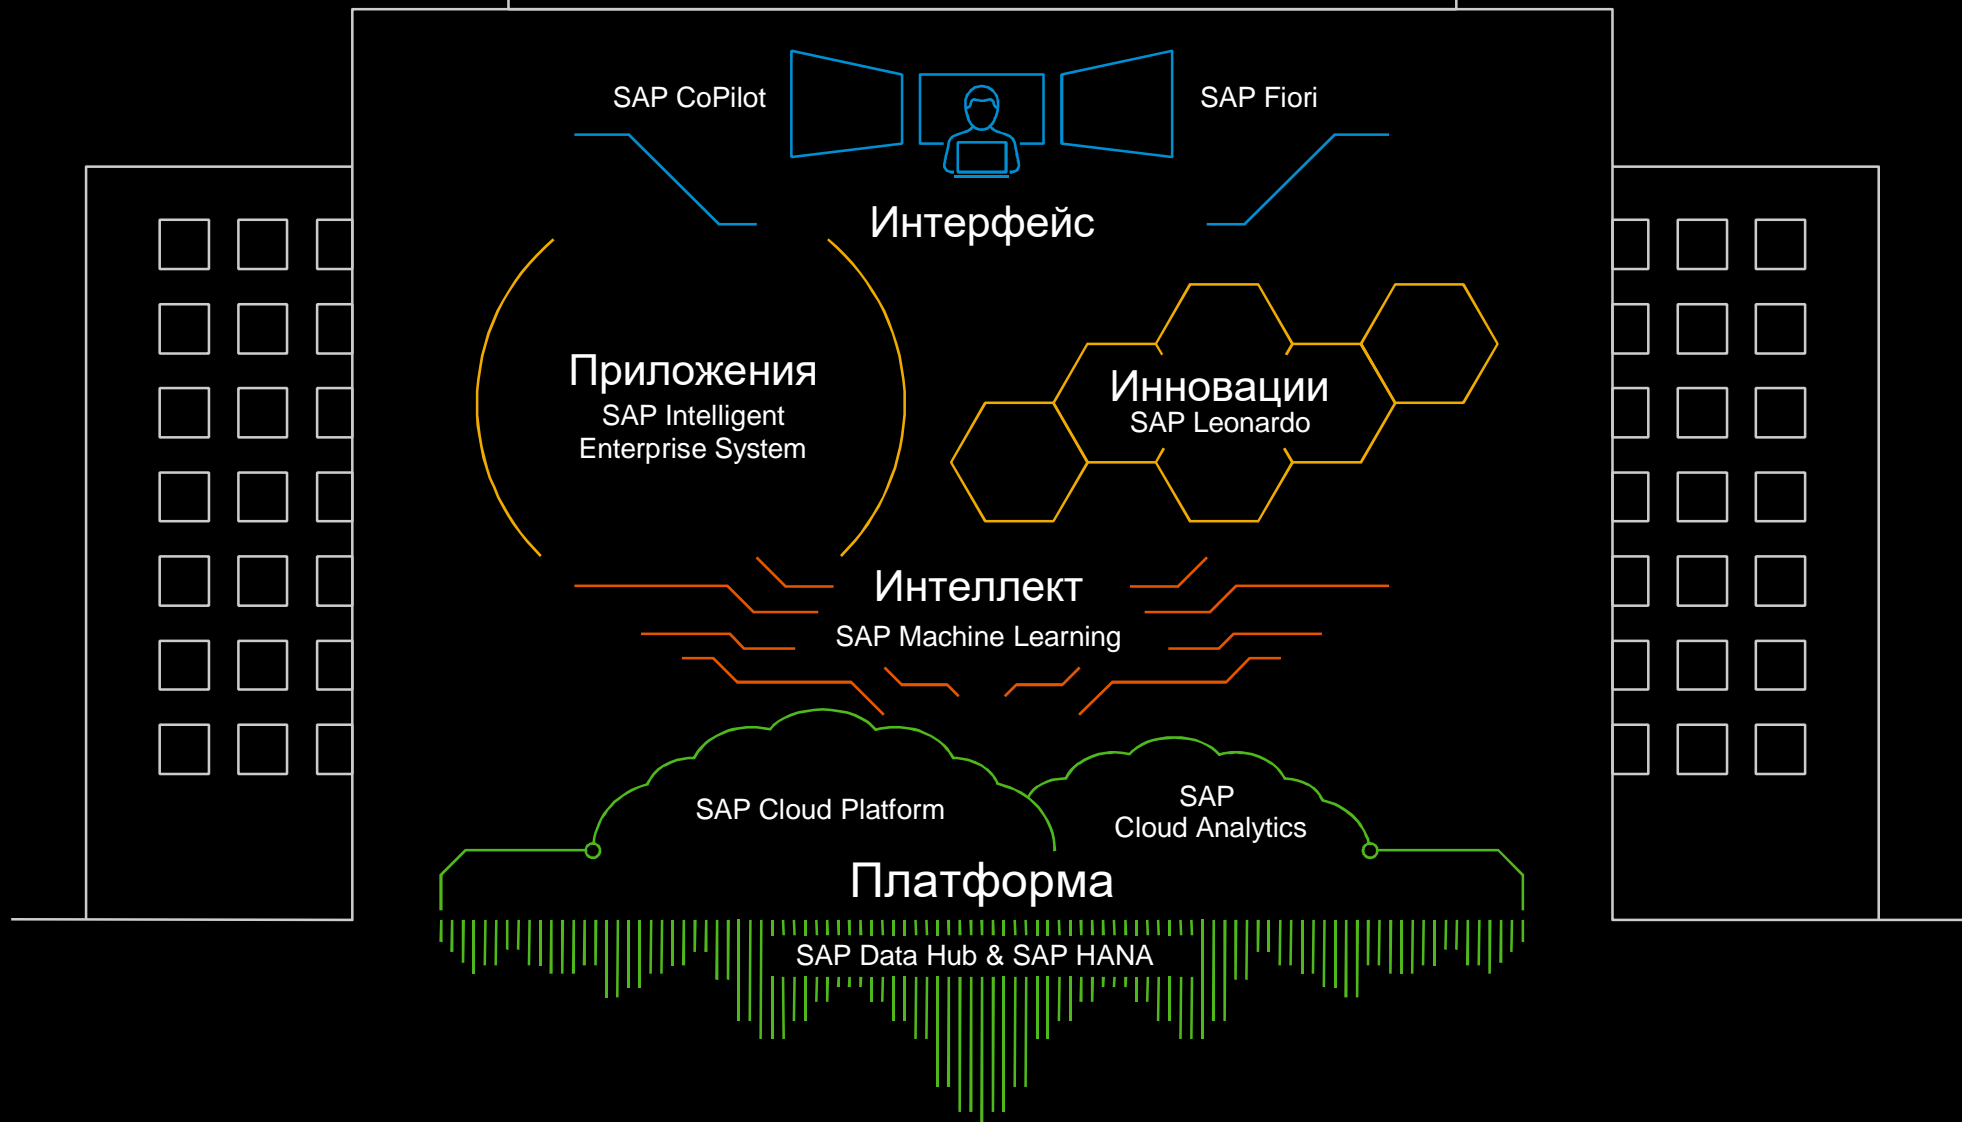 SAP CoPilot
SAP Fiori
Интерфейс
Приложения
SAP Intelligent
Enterprise System
Инновации
SAP Leonardo
Интеллект
SAP Machine Learning
SAP Cloud Platform
SAP
Cloud Analytics
Платформа
SAP Data Hub & SAP HANA